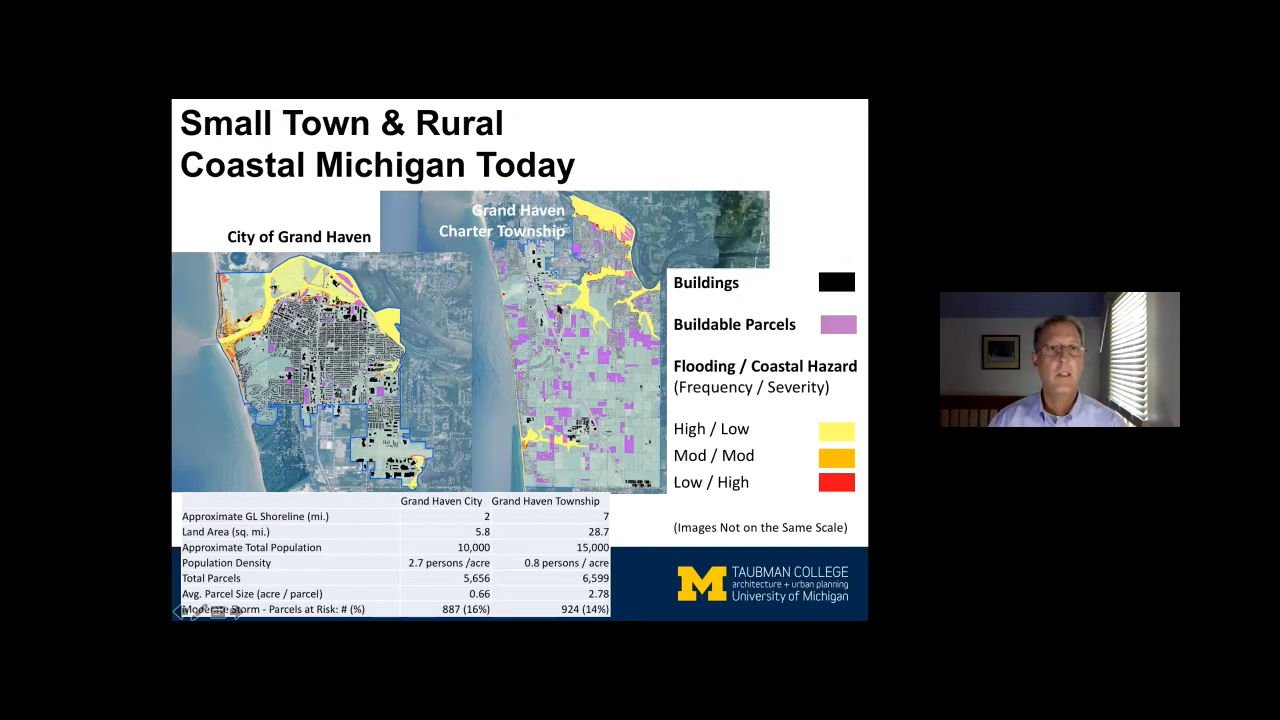 Small Town & Rural
Coastal Michigan Today
City of Grand Haven
Grand Haven
Charter Township
Buildings
Buildable Parcels
Flooding / Coastal Hazard
(Frequency / Severity)
High / Low
Mod / Mod
Low / High
(Images Not on the Same Scale)
Grand Haven City Grand Haven Township
Approximate GL Shoreline (mi.) 2 7
Land Area (sq. mi.) 5.8 28.7
Approximate Total Population 10,000 15,000
Population Density 2.7 persons /acre 0.8 persons / acre
Total Parcels 5,656 6,599
Avg. Parcel Size (acre / parcel) 0.66 2.78
Moderate Storm - Parcels at Risk: # (%) 887 (16%) 924 (14%)
M
TAUBMAN COLLEGE
architecture + urban planning
University of Michigan